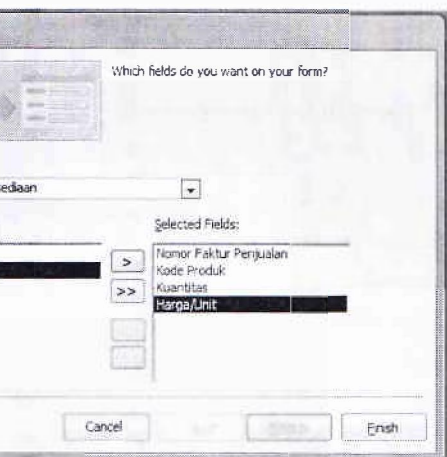 Which fields do you want on your form?
sediaan
Selected Fields:
Nomor Faktur Penjualan
Kode Produk
Kuantitas
Harga/Unit
>
>>
Cancel
Finish